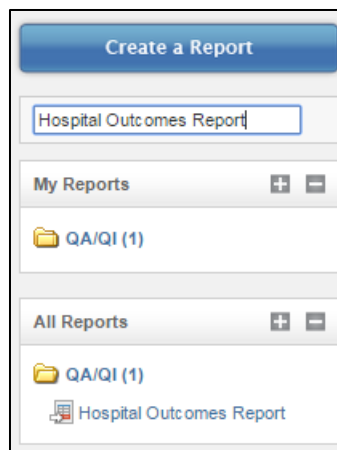 Create a Report
Hospital Outcomes Report
My Reports
QA/QI (1)
All Reports
QA/QI (1)
Hospital Outcomes Report